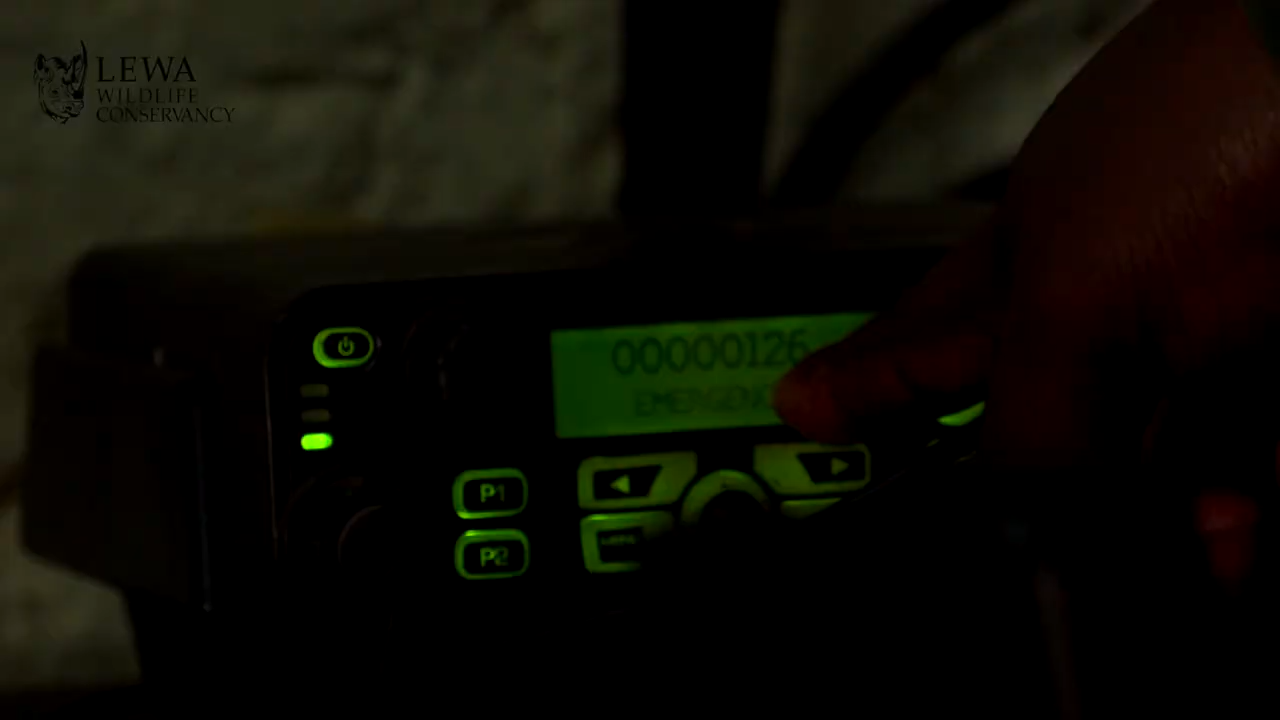 LEWA
WILDLIFE
CONSERVANCY
00000126
P1
P2